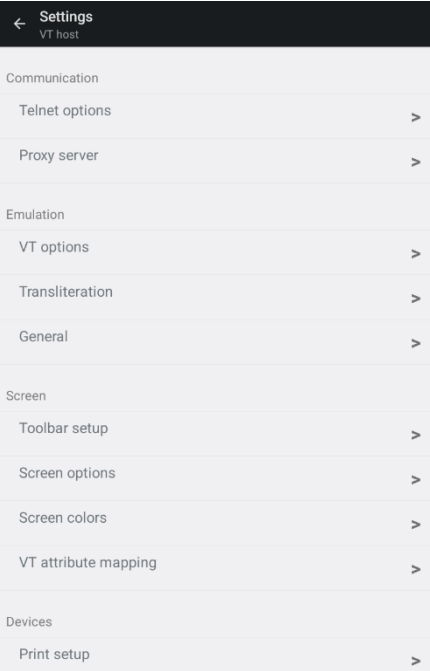 Settings
VT host
Communication
Telnet options
>
Proxy server
>
Emulation
VT options
>
Transliteration
>
General
>
Screen
Toolbar setup
>
Screen options
>
Screen colors
>
VT attribute mapping
>
Devices
Print setup
>